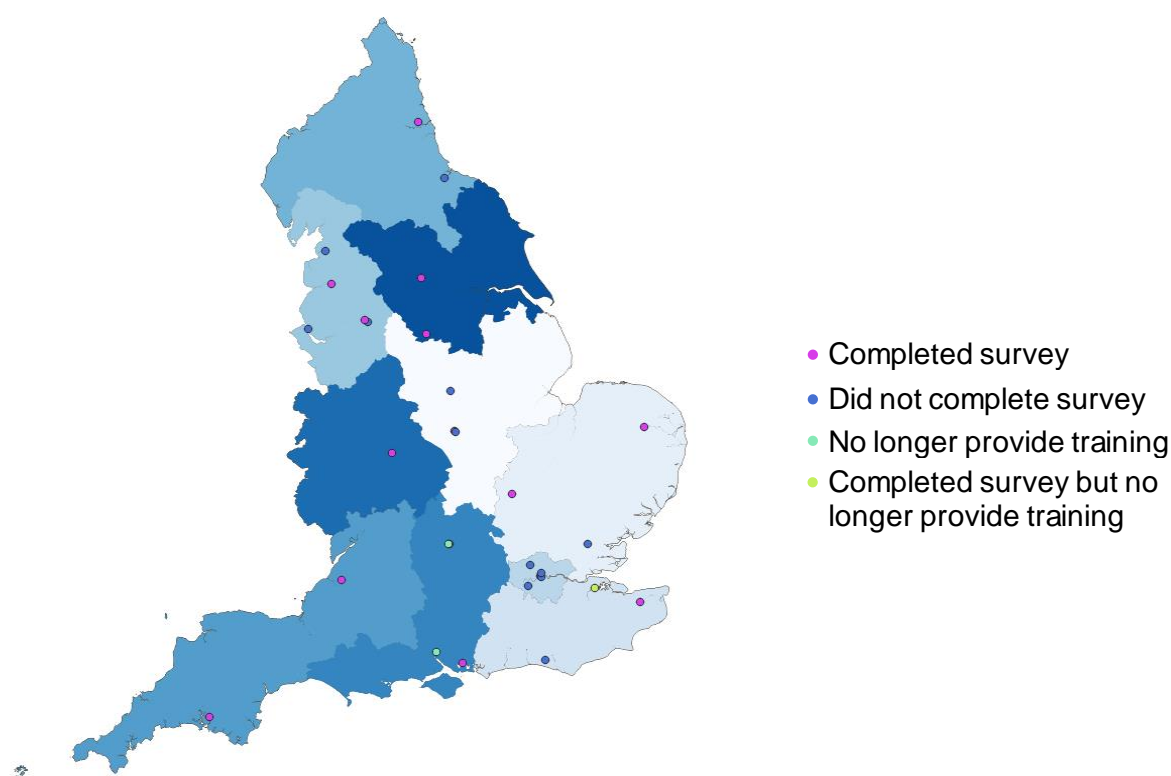 Completed survey
Did not complete survey
No longer provide training
Completed survey but no
longer provide training